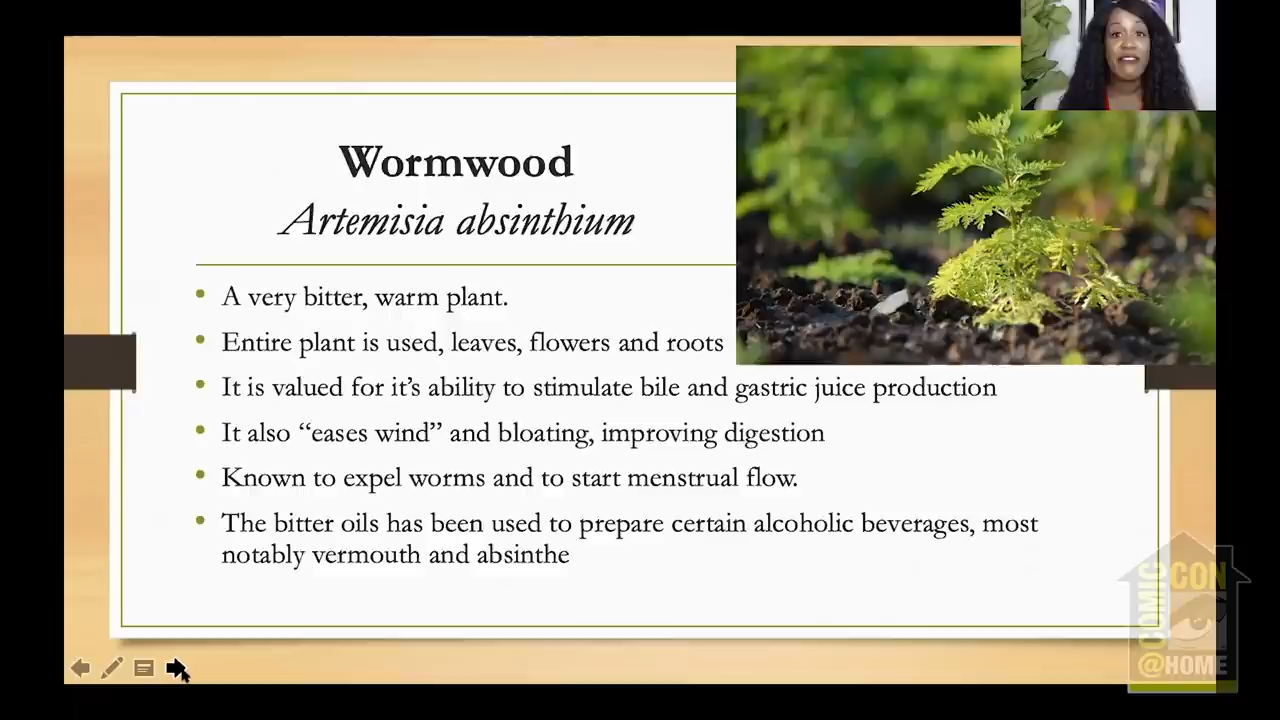 Wormwood
Artemisia absinthium
A very bitter, warm plant.
Entire plant is used, leaves, flowers and roots
It is valued for it’s ability to stimulate bile and gastric juice production
It also “eases wind” and bloating, improving digestion
Known to expel worms and to start menstrual flow.
The bitter oils has been used to prepare certain alcoholic beverages, most
notably vermouth and absinthe
COMIC
CON
@HOME